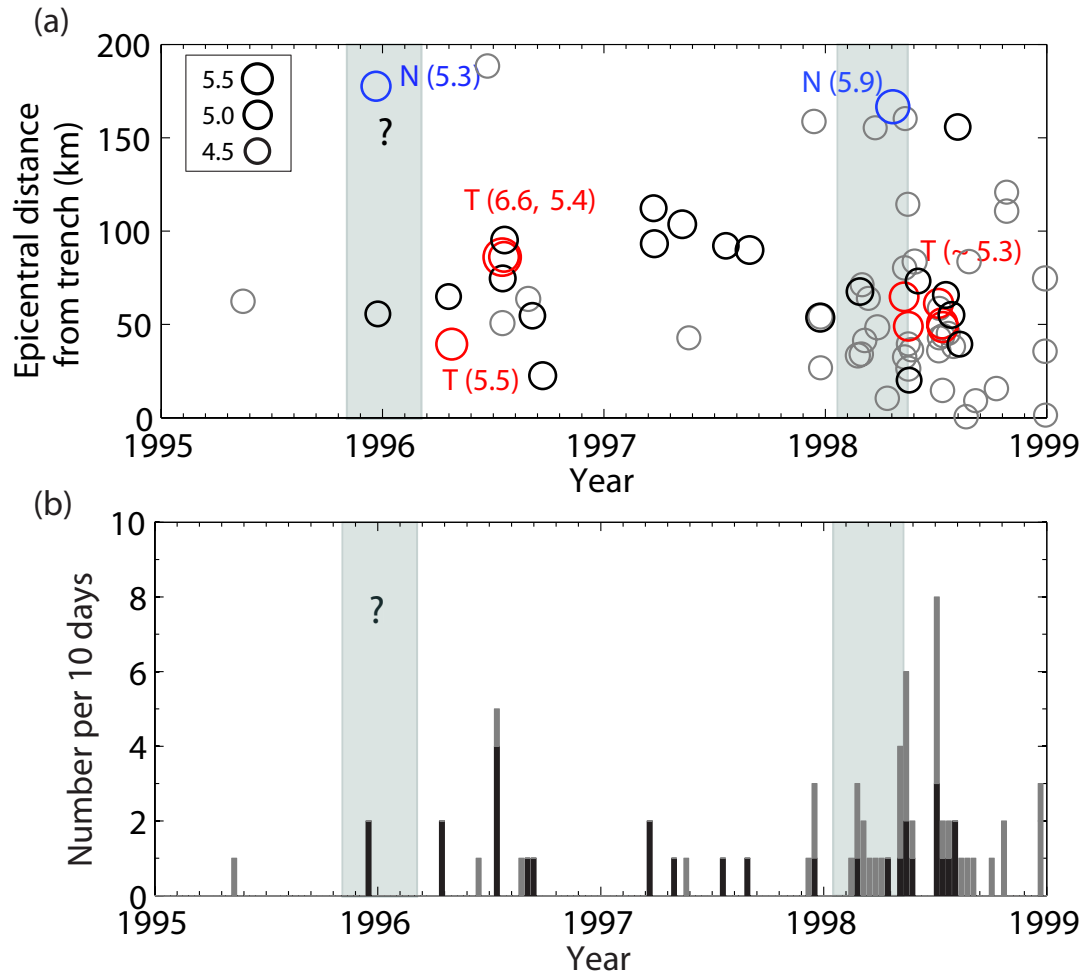 (a)
200
150
100
50
0
Epicentral distance
from trench (km)
5.5
5.0
4.5
N (5.3)
?
N (5.9)
T (6.6, 5.4)
T (~ 5.3)
T (5.5)
1995
1996
1997
1998
1999
Year
(b)
10
8
6
4
2
0
Number per 10 days
?
1995
1996
1997
1998
1999
Year